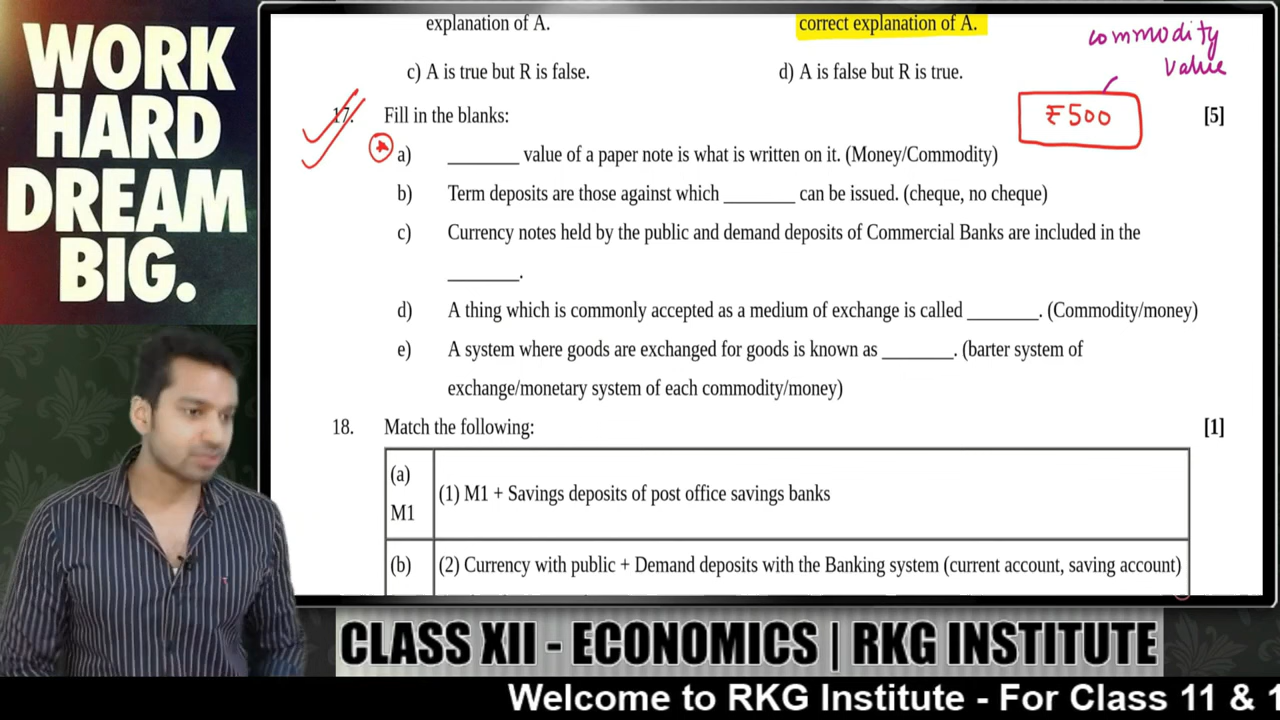 WORK
HARD
DREAM
BIG.
explanation of A.
correct explanation of A.
commodity
value
c) A is true but R is false.
d) A is false but R is true.
17. Fill in the blanks: [5]
₹500
a) ________ value of a paper note is what is written on it. (Money/Commodity)
b) Term deposits are those against which ________ can be issued. (cheque, no cheque)
c) Currency notes held by the public and demand deposits of Commercial Banks are included in the
________.
d) A thing which is commonly accepted as a medium of exchange is called ________. (Commodity/money)
e) A system where goods are exchanged for goods is known as ________. (barter system of
exchange/monetary system of each commodity/money)
18. Match the following: [1]
(a)
M1
(1) M1 + Savings deposits of post office savings banks
(b) (2) Currency with public + Demand deposits with the Banking system (current account, saving account)
CLASS XII - ECONOMICS | RKG INSTITUTE
Welcome to RKG Institute - For Class 11 & 1